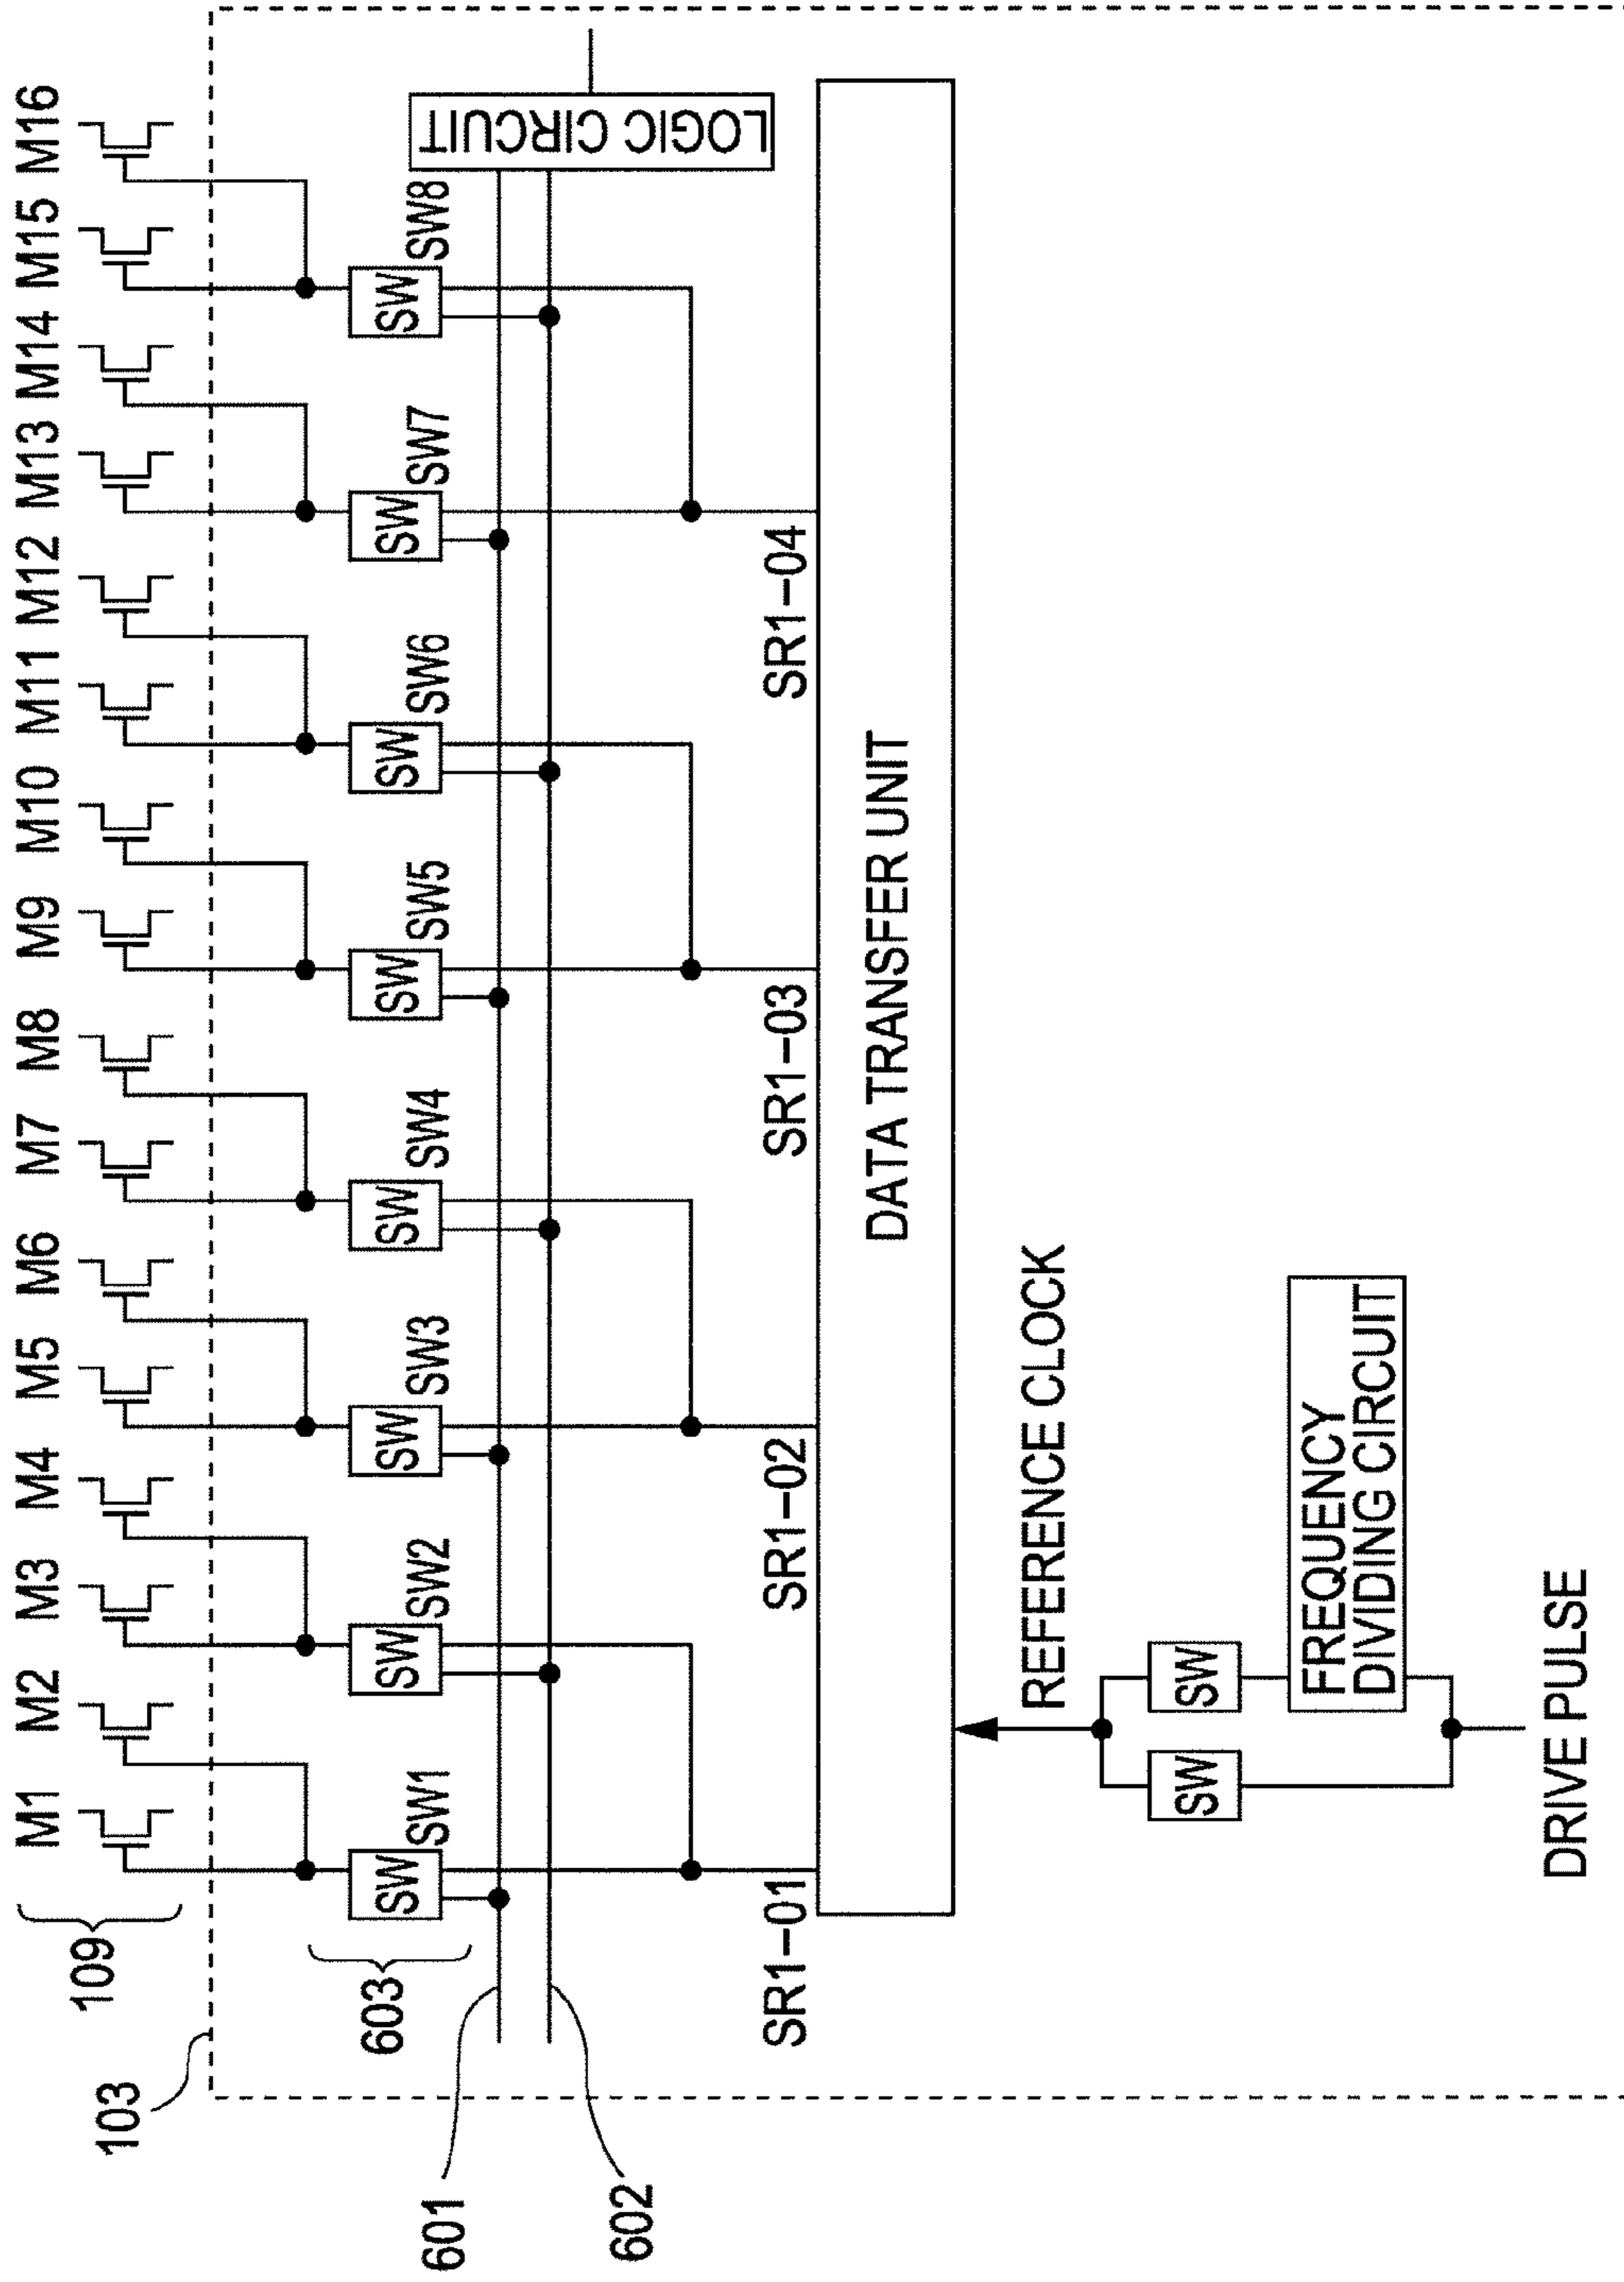 M1 M2 M3 M4 M5 M6 M7 M8 M9 M10 M11 M12 M13 M14 M15 M16
109
103
603
SW SW SW SW SW SW SW SW
SW1 SW2 SW3 SW4 SW5 SW6 SW7 SW8
LOGIC CIRCUIT
601
602
SR1-01 SR1-02 SR1-03 SR1-04
DATA TRANSFER UNIT
REFERENCE CLOCK
SW SW
FREQUENCY
DIVIDING CIRCUIT
DRIVE PULSE